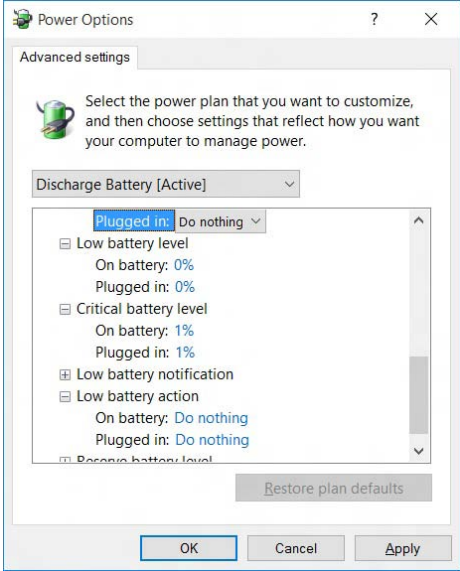 Power Options
?
Advanced settings
Select the power plan that you want to customize,
and then choose settings that reflect how you want
your computer to manage power.
Discharge Battery [Active]
Plugged in: Do nothing
Low battery level
On battery: 0%
Plugged in: 0%
Critical battery level
On battery: 1%
Plugged in: 1%
Low battery notification
Low battery action
On battery: Do nothing
Plugged in: Do nothing
Reserve battery level
Restore plan defaults
OK Cancel Apply